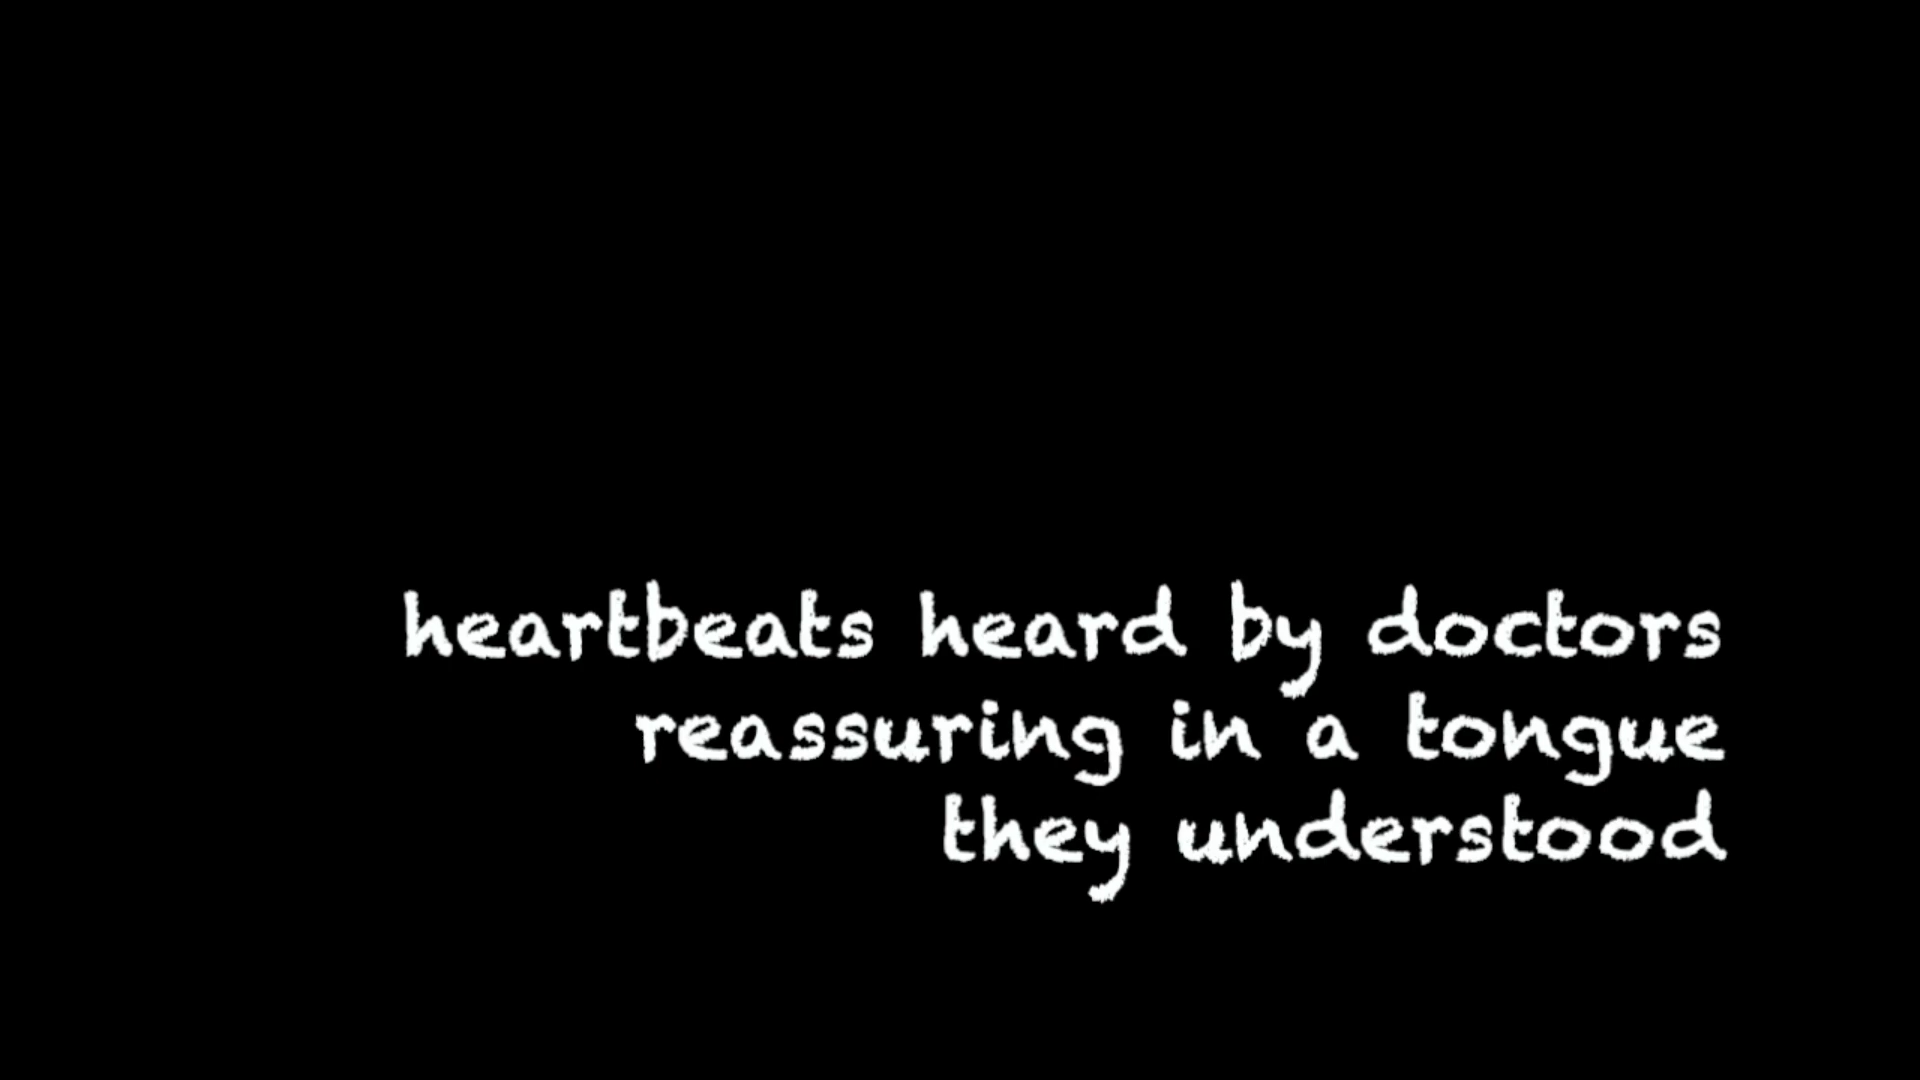 heartbeats heard by doctors
reassuring in a tongue
they understood